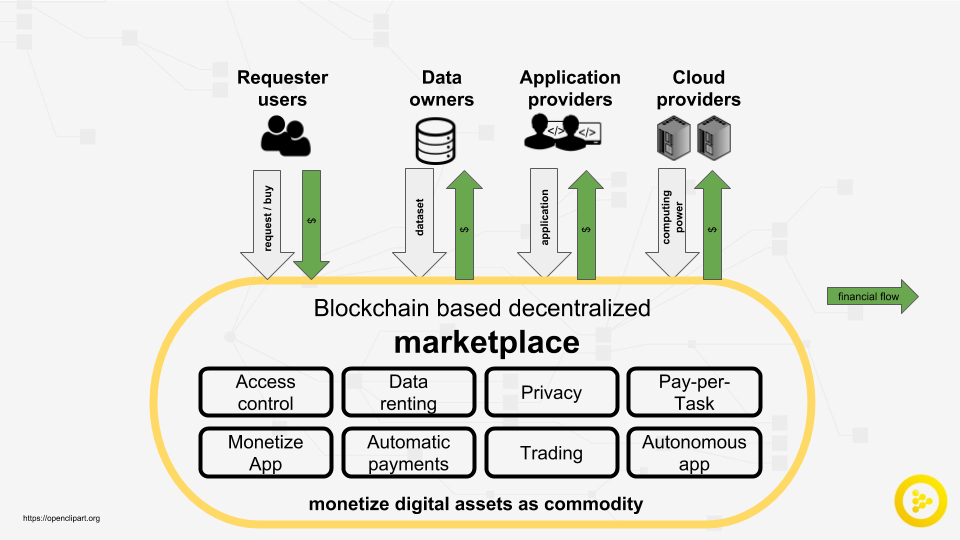 Requester
users
Data
owners
Application
providers
Cloud
providers
</>
</>
request / buy
$
dataset
$
application
$
computing
power
$
financial flow
Blockchain based decentralized
marketplace
Access
control
Data
renting
Privacy
Pay-per-
Task
Monetize
App
Automatic
payments
Trading
Autonomous
app
monetize digital assets as commodity
https://openclipart.org